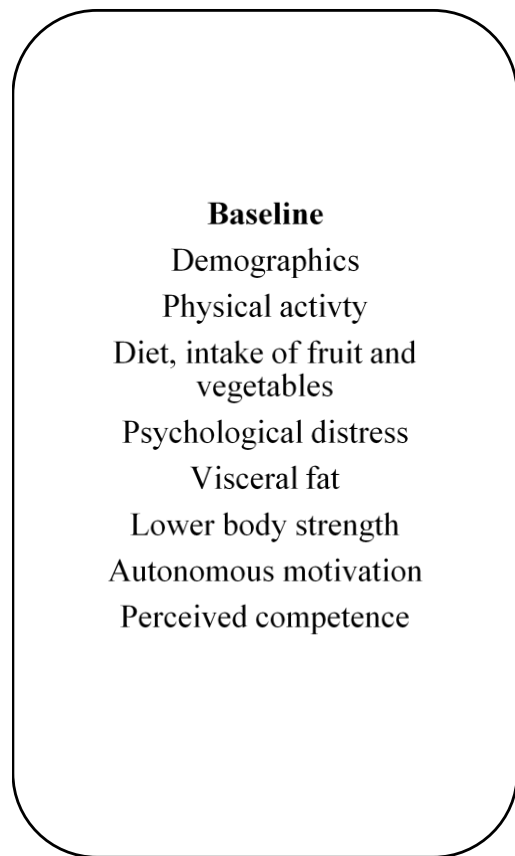 Baseline
Demographics
Physical activty
Diet, intake of fruit and
vegetables
Psychological distress
Visceral fat
Lower body strength
Autonomous motivation
Perceived competence